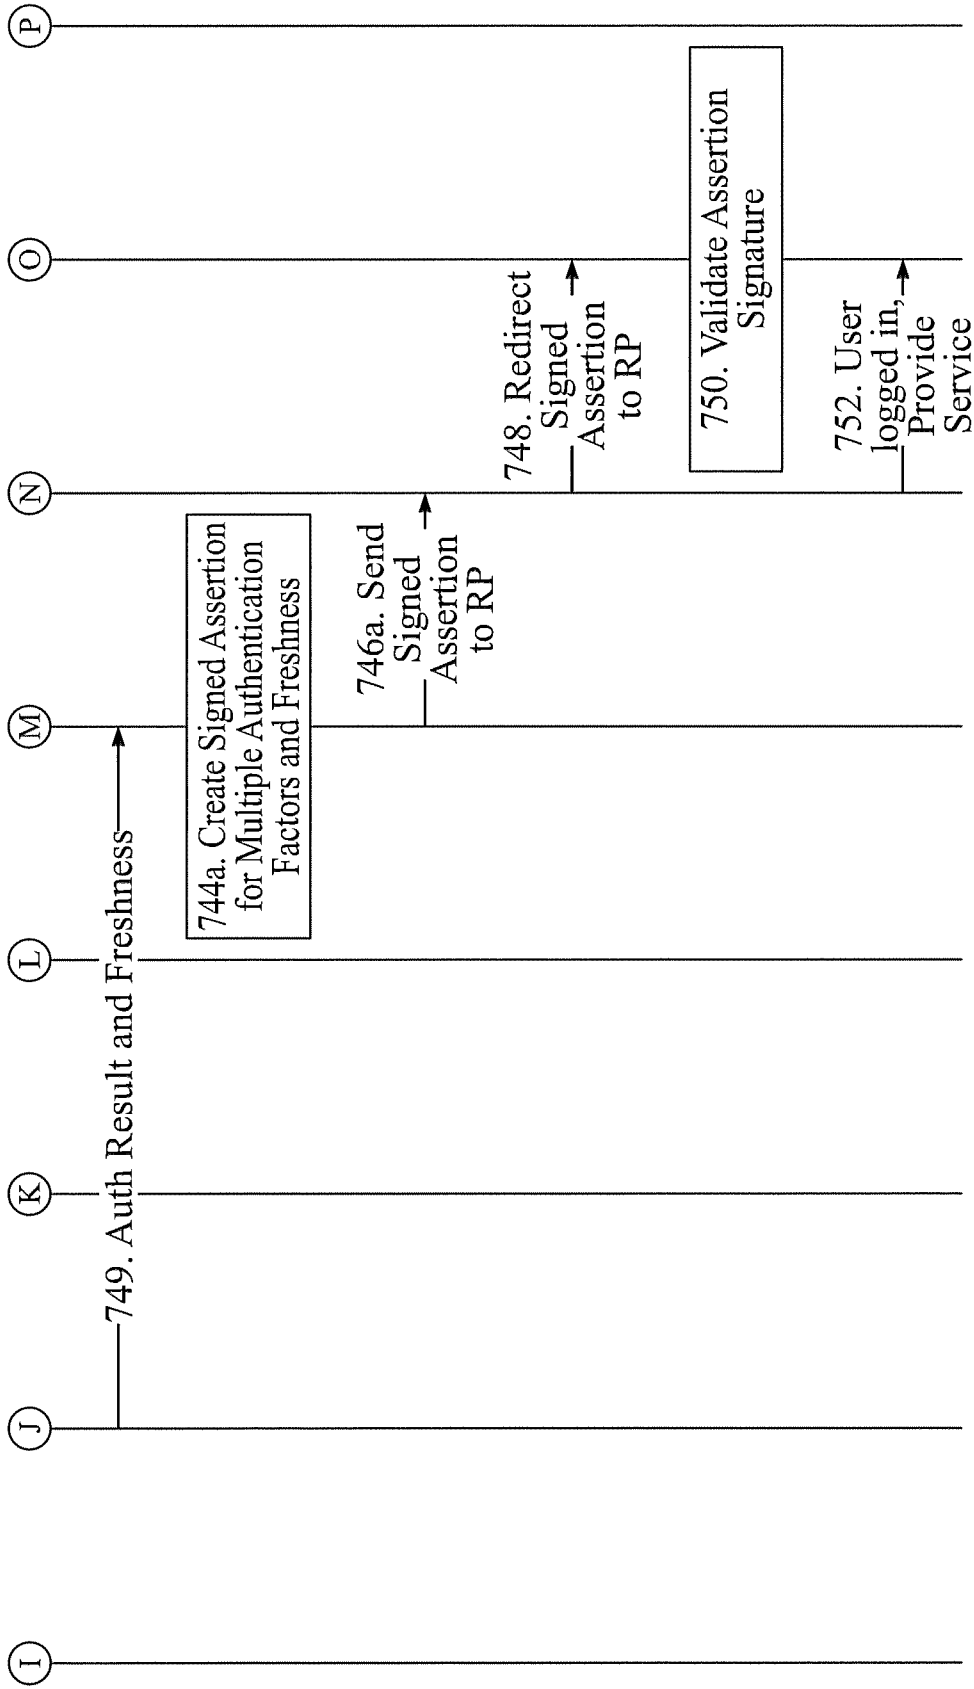 I
J
K
L
M
N
O
P
749. Auth Result and Freshness
744a. Create Signed Assertion
for Multiple Authentication
Factors and Freshness
746a. Send
Signed
Assertion
to RP
748. Redirect
Signed
Assertion
to RP
750. Validate Assertion
Signature
752. User
logged in,
Provide
Service